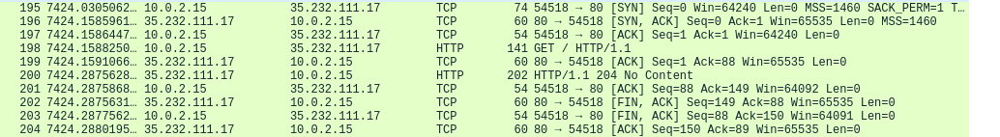 195 7424.0305062… 10.0.2.15 35.232.111.17 TCP 74 54518 → 80 [SYN] Seq=0 Win=64240 Len=0 MSS=1460 SACK_PERM=1 T…
196 7424.1585961… 35.232.111.17 10.0.2.15 TCP 60 80 → 54518 [SYN, ACK] Seq=0 Ack=1 Win=65535 Len=0 MSS=1460
197 7424.1586447… 10.0.2.15 35.232.111.17 TCP 54 54518 → 80 [ACK] Seq=1 Ack=1 Win=64240 Len=0
198 7424.1588250… 10.0.2.15 35.232.111.17 HTTP 141 GET / HTTP/1.1
199 7424.1591066… 35.232.111.17 10.0.2.15 TCP 60 80 → 54518 [ACK] Seq=1 Ack=88 Win=65535 Len=0
200 7424.2875628… 35.232.111.17 10.0.2.15 HTTP 202 HTTP/1.1 204 No Content
201 7424.2875868… 10.0.2.15 35.232.111.17 TCP 54 54518 → 80 [ACK] Seq=88 Ack=149 Win=64092 Len=0
202 7424.2875631… 35.232.111.17 10.0.2.15 TCP 60 80 → 54518 [FIN, ACK] Seq=149 Ack=88 Win=65535 Len=0
203 7424.2877562… 10.0.2.15 35.232.111.17 TCP 54 54518 → 80 [FIN, ACK] Seq=88 Ack=150 Win=64091 Len=0
204 7424.2880195… 35.232.111.17 10.0.2.15 TCP 60 80 → 54518 [ACK] Seq=150 Ack=89 Win=65535 Len=0